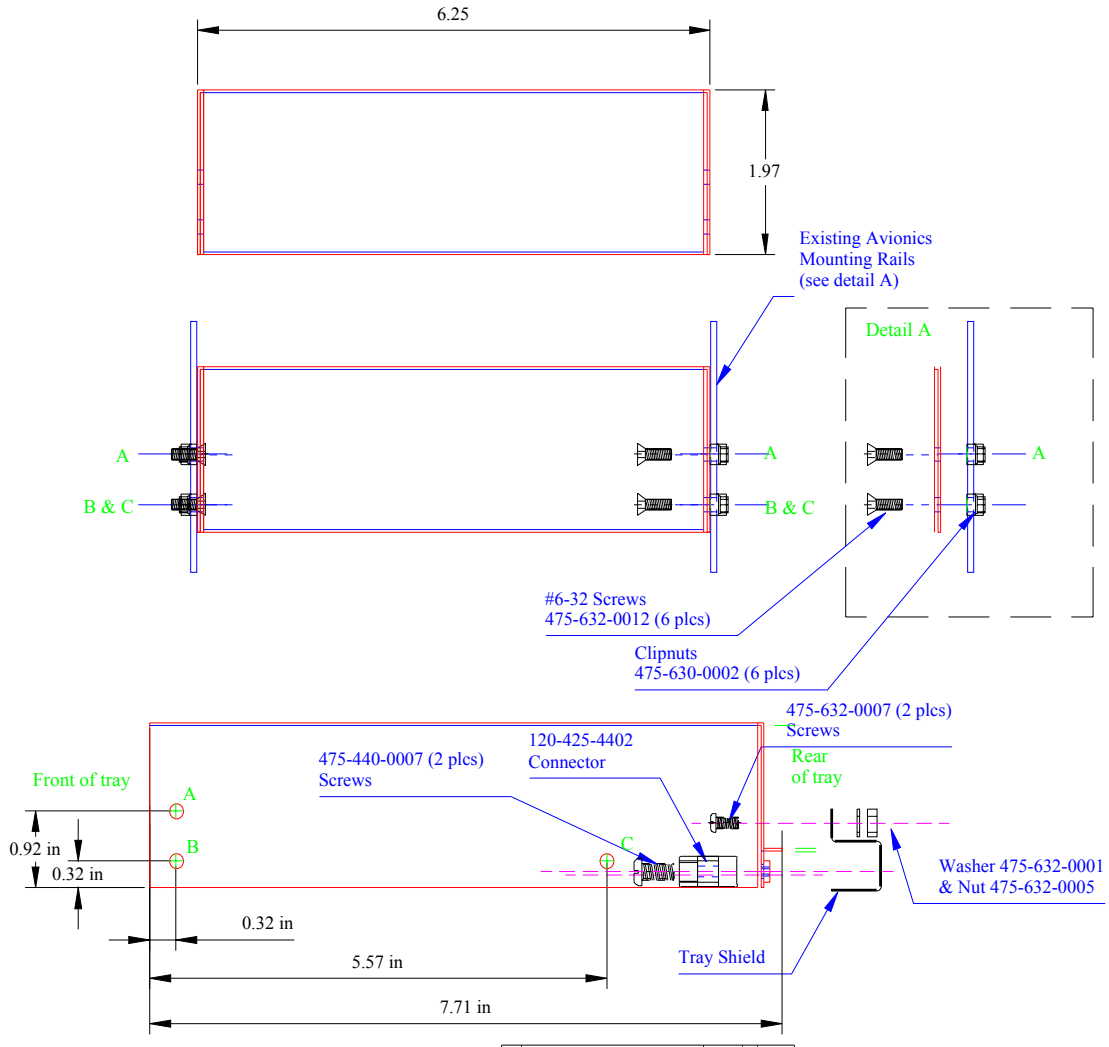 6.25
1.97
Existing Avionics
Mounting Rails
(see detail A)
Detail A
A
A
A
B & C
B & C
#6-32 Screws
475-632-0012 (6 plcs)
Clipnuts
475-630-0002 (6 plcs)
475-632-0007 (2 plcs)
Screws
120-425-4402
Connector
475-440-0007 (2 plcs)
Screws
Rear
of tray
Front of tray
A
B
C
0.92 in
0.32 in
Washer 475-632-0001
& Nut 475-632-0005
0.32 in
Tray Shield
5.57 in
7.71 in